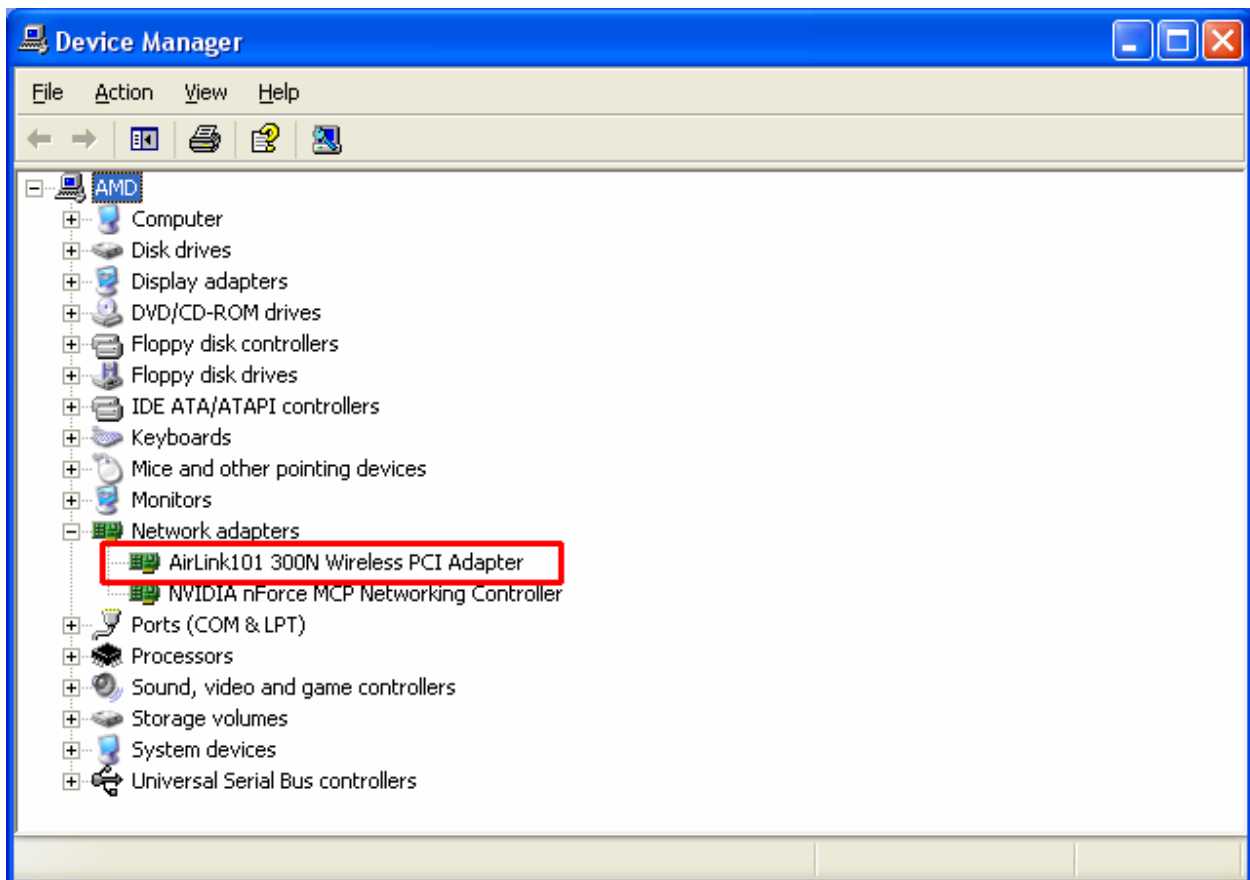 Device Manager
File Action View Help
AMD
Computer
Disk drives
Display adapters
DVD/CD-ROM drives
Floppy disk controllers
Floppy disk drives
IDE ATA/ATAPI controllers
Keyboards
Mice and other pointing devices
Monitors
Network adapters
AirLink101 300N Wireless PCI Adapter
NVIDIA nForce MCP Networking Controller
Ports (COM & LPT)
Processors
Sound, video and game controllers
Storage volumes
System devices
Universal Serial Bus controllers